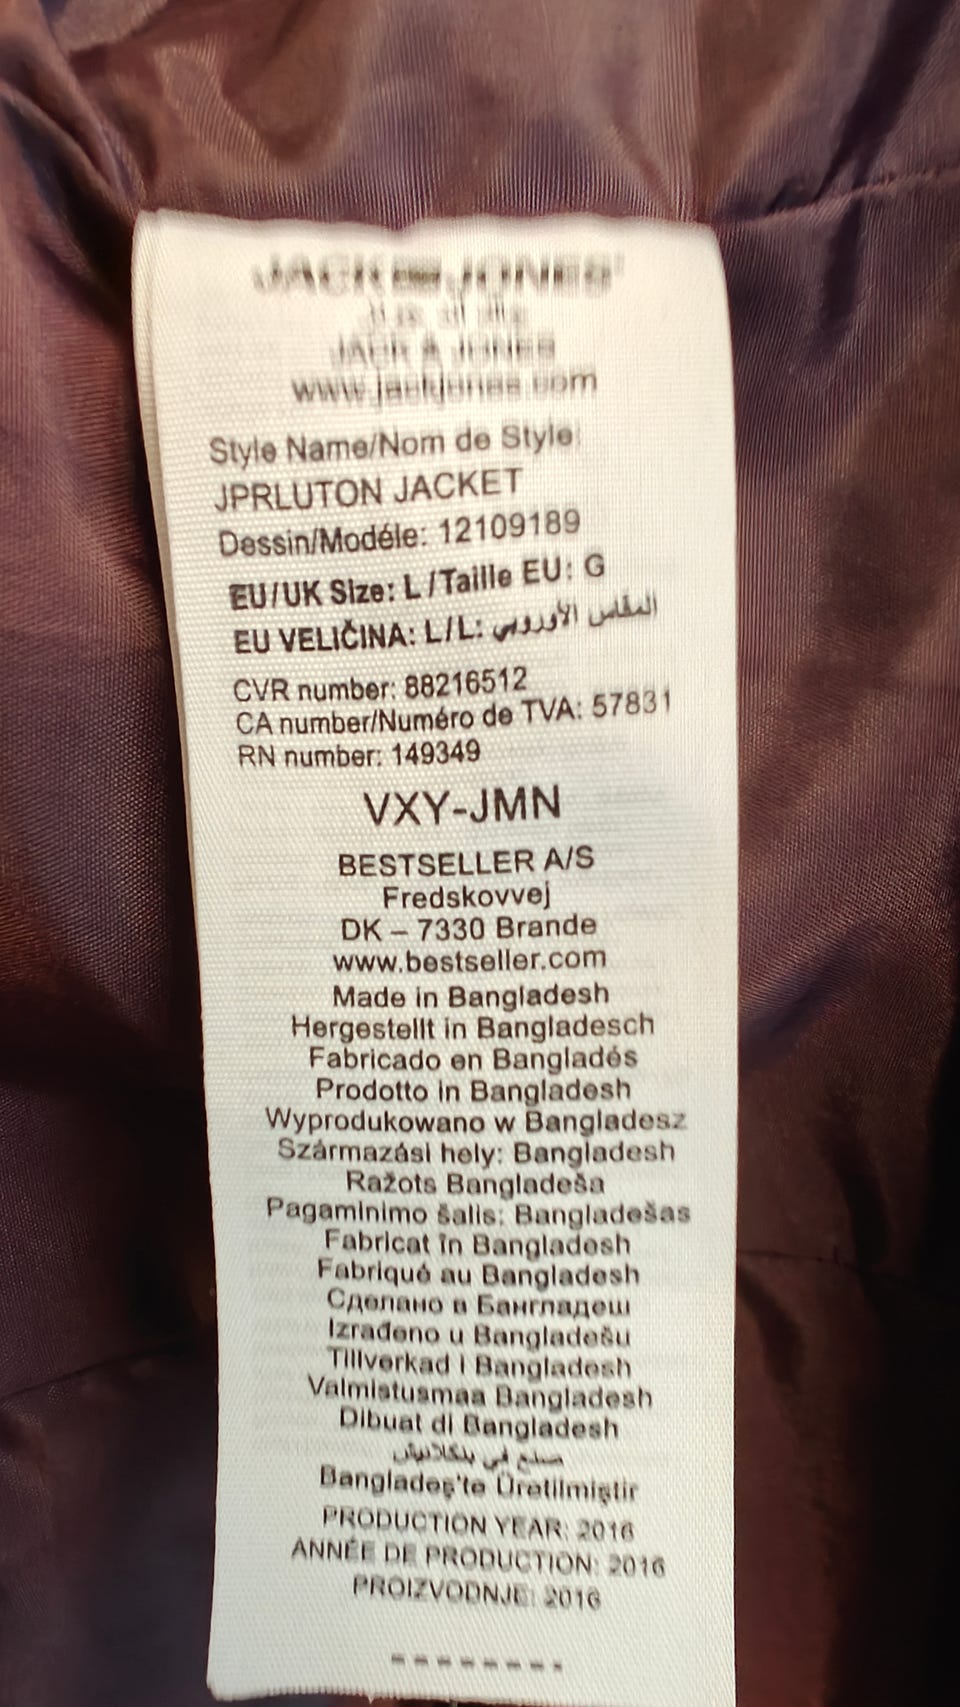 JACK & JONES
www.jackjones.com
Style Name/Nom de Style:
JPRLUTON JACKET
Dessin/Modéle: 12109189
EU/UK Size: L / Taille EU: G
EU VELIČINA: L/L: المقاس الأوروبي
CVR number: 88216512
CA number/Numéro de TVA: 57831
RN number: 149349
VXY-JMN
BESTSELLER A/S
Fredskovvej
DK – 7330 Brande
www.bestseller.com
Made in Bangladesh
Hergestellt in Bangladesch
Fabricado en Bangladés
Prodotto in Bangladesh
Wyprodukowano w Bangladesz
Származási hely: Bangladesh
Ražots Bangladeša
Pagaminimo šalis: Bangladešas
Fabricat în Bangladesh
Fabriqué au Bangladesh
Сделано в Бангладеш
Izrađeno u Bangladešu
Tillverkad i Bangladesh
Valmistusmaa Bangladesh
Dibuat di Bangladesh
صنع في بنكلاديش
Bangladeş'te Üretilmiştir
PRODUCTION YEAR: 2016
ANNÉE DE PRODUCTION: 2016
PROIZVODNJE: 2016